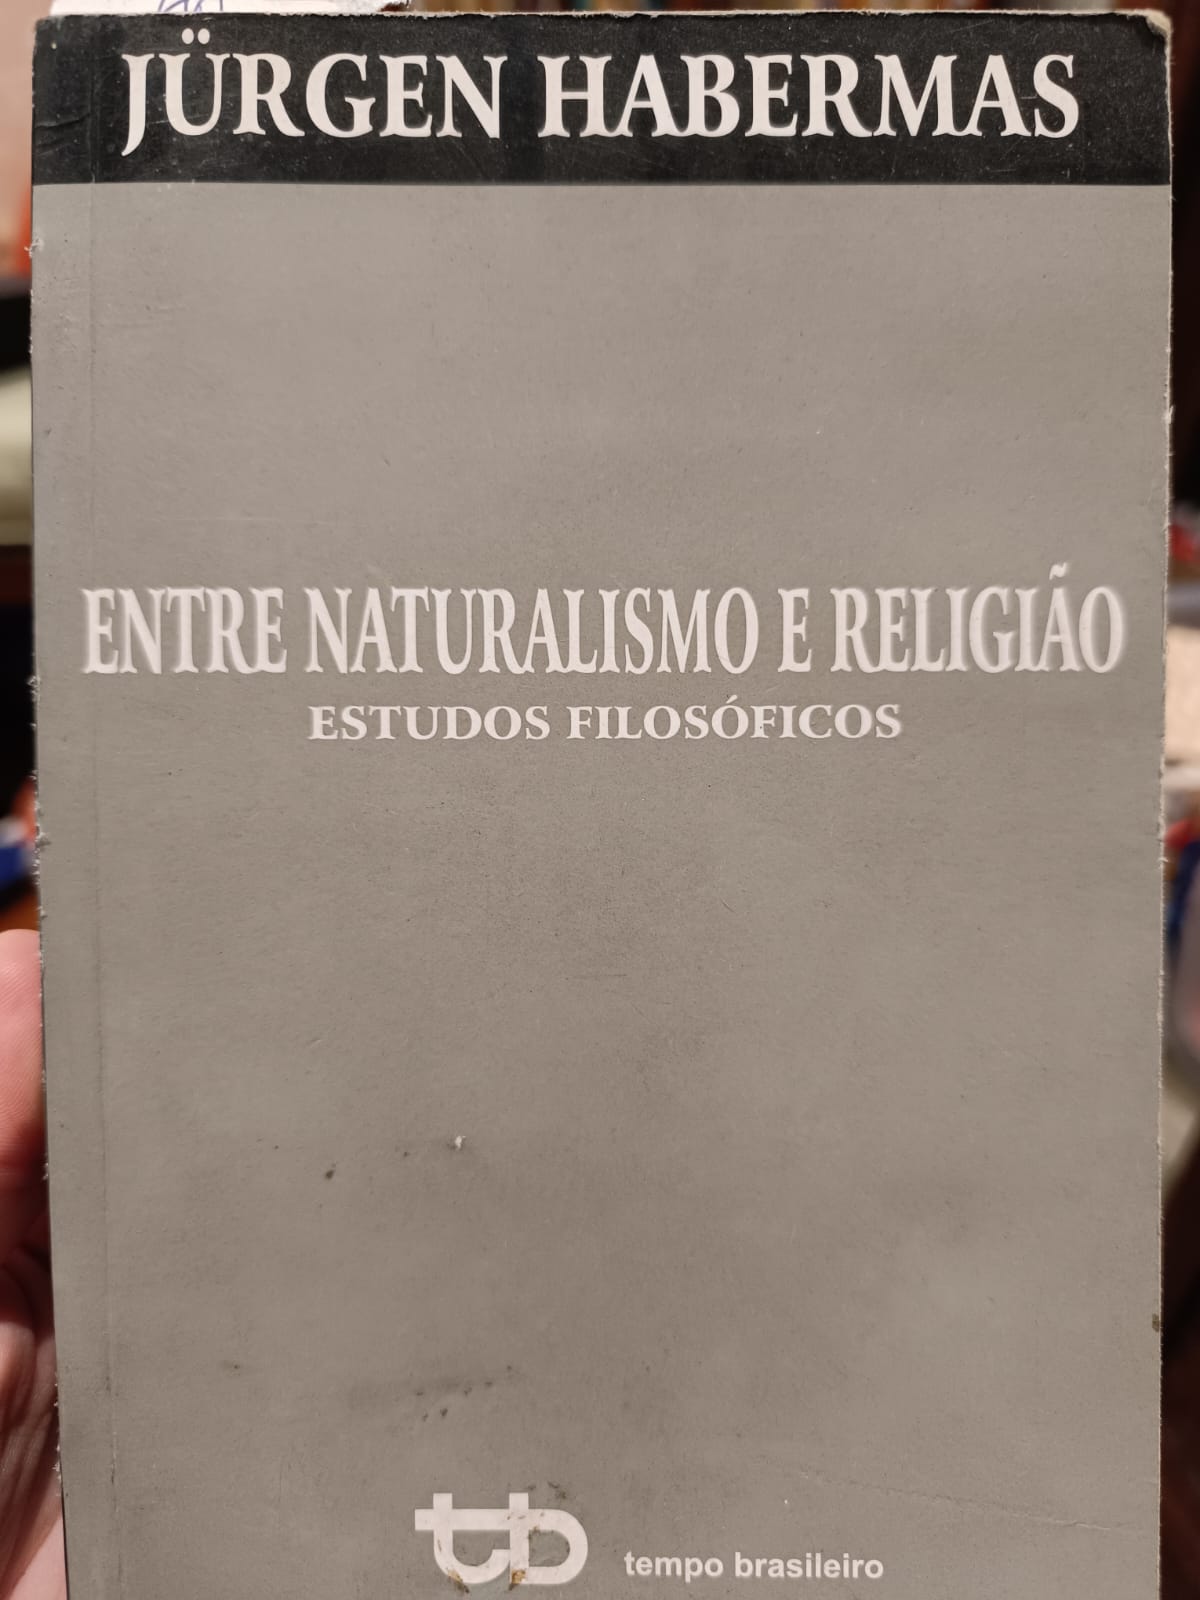 JÜRGEN HABERMAS
ENTRE NATURALISMO E RELIGIÃO
ESTUDOS FILOSÓFICOS
tb tempo brasileiro